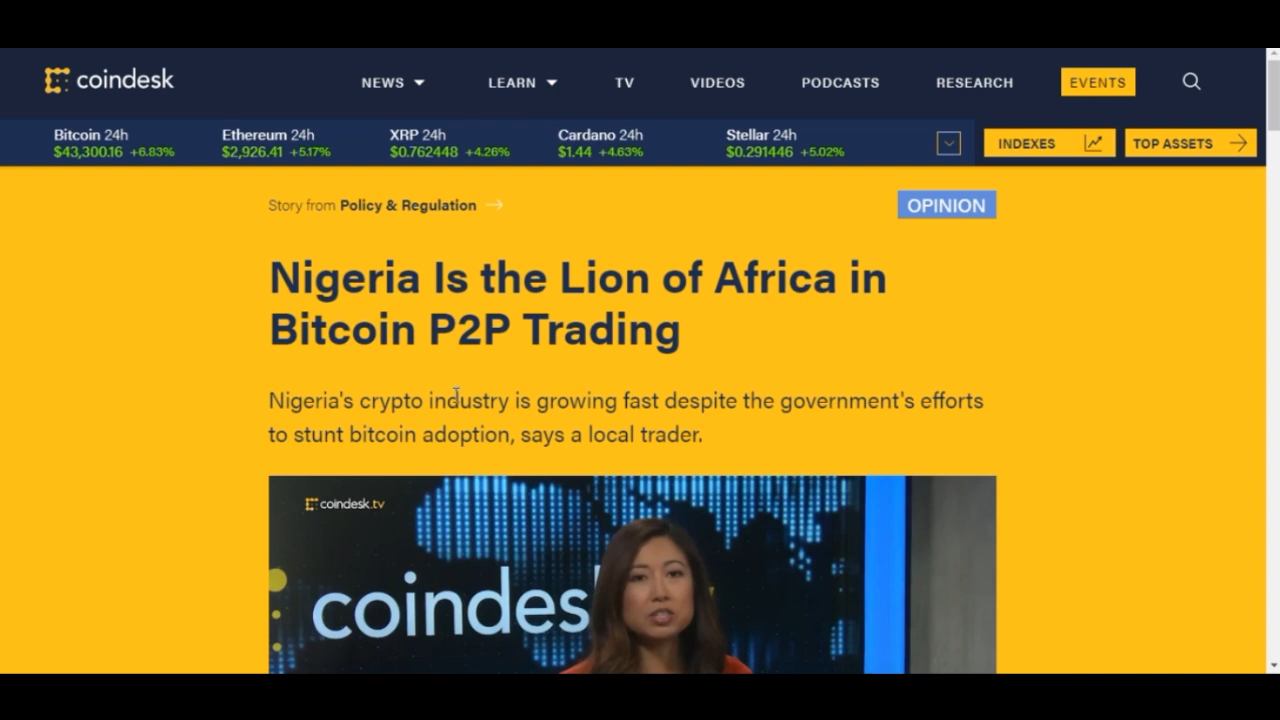 coindesk
NEWS
LEARN
TV
VIDEOS
PODCASTS
RESEARCH
EVENTS
Bitcoin 24h
$43,300.16 +6.83%
Ethereum 24h
$2,926.41 +5.17%
XRP 24h
$0.762448 +4.26%
Cardano 24h
$1.44 +4.63%
Stellar 24h
$0.291446 +5.02%
INDEXES
TOP ASSETS
Story from Policy & Regulation
OPINION
Nigeria Is the Lion of Africa in
Bitcoin P2P Trading
Nigeria's crypto industry is growing fast despite the government's efforts
to stunt bitcoin adoption, says a local trader.
coindesk.tv
coindes